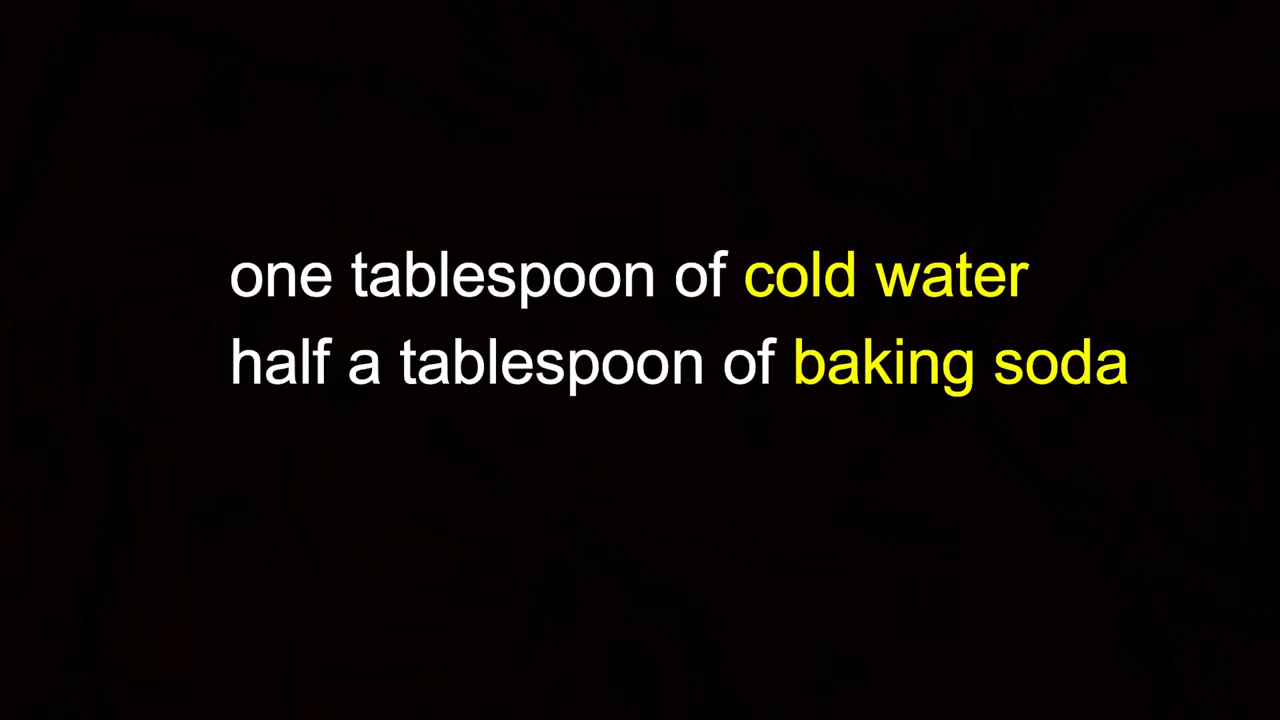 one tablespoon of cold water
half a tablespoon of baking soda